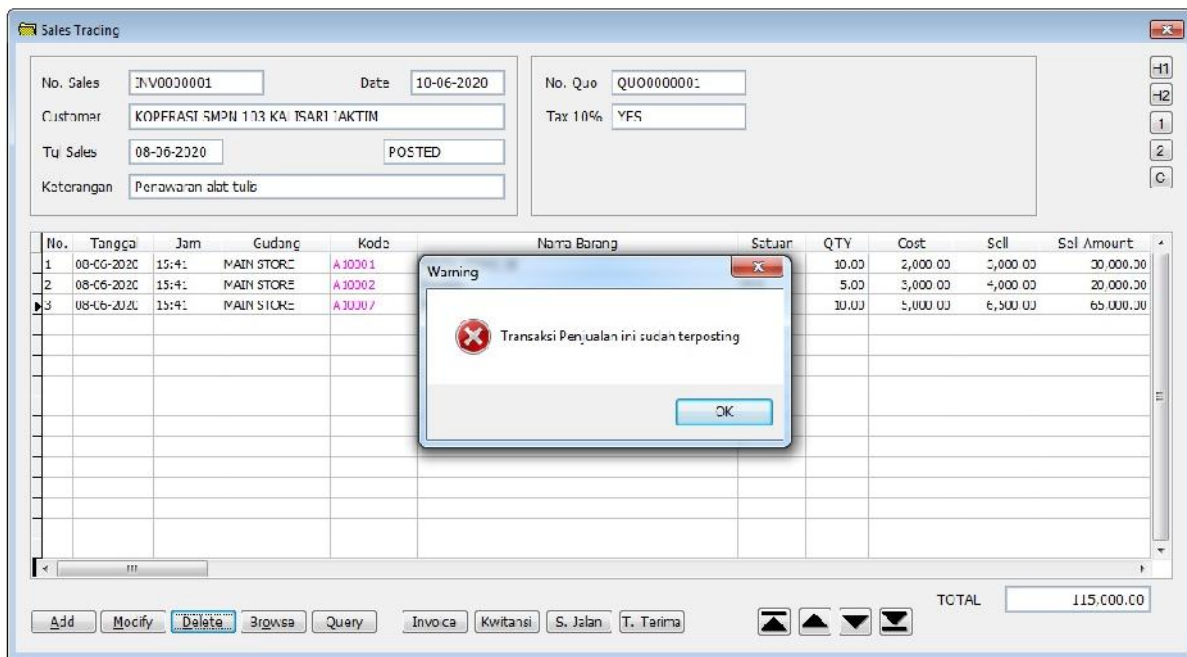 Sales Tracing
No. Sales INV0000001 Date 10-06-2020 No. Quo QUO0000001
Customer KOPERASI SMPN 103 KALISARI JAKTIM Tax 10% YES
Tgl Sales 08-06-2020 POSTED
Keterangan Penawaran alat tulis
H1
H2
1
2
C
No. Tanggal Jam Gudang Kode Nama Barang Satuan QTY Cost Sell Sell Amount
1 08-06-2020 15:41 MAIN STORE A10001 10.00 2,000.00 3,000.00 30,000.00
2 08-06-2020 15:41 MAIN STORE A10002 5.00 3,000.00 4,000.00 20,000.00
3 08-06-2020 15:41 MAIN STORE A10007 10.00 5,000.00 6,500.00 65,000.00
Warning
Transaksi Penjualan ini sudah terposting
OK
TOTAL 115,000.00
Add Modify Delete Browse Query Invoice Kwitansi S. Jalan T. Terima